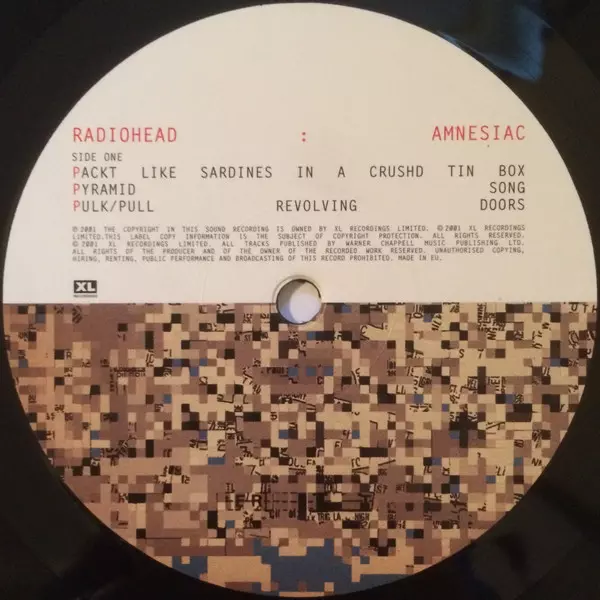 RADIOHEAD : AMNESIAC
SIDE ONE
PACKT LIKE SARDINES IN A CRUSHD TIN BOX
PYRAMID SONG
PULK/PULL REVOLVING DOORS
℗ 2001 THE COPYRIGHT IN THIS SOUND RECORDING IS OWNED BY XL RECORDINGS LIMITED. © 2001 XL RECORDINGS
LIMITED.THIS LABEL COPY INFORMATION IS THE SUBJECT OF COPYRIGHT PROTECTION. ALL RIGHTS RESERVED.
© 2001 XL RECORDINGS LIMITED. ALL TRACKS PUBLISHED BY WARNER CHAPPELL MUSIC PUBLISHING LTD.
ALL RIGHTS OF THE PRODUCER AND OF THE OWNER OF THE RECORDED WORK RESERVED. UNAUTHORISED COPYING,
HIRING, RENTING, PUBLIC PERFORMANCE AND BROADCASTING OF THIS RECORD PROHIBITED. MADE IN EU.
XL
RECORDINGS